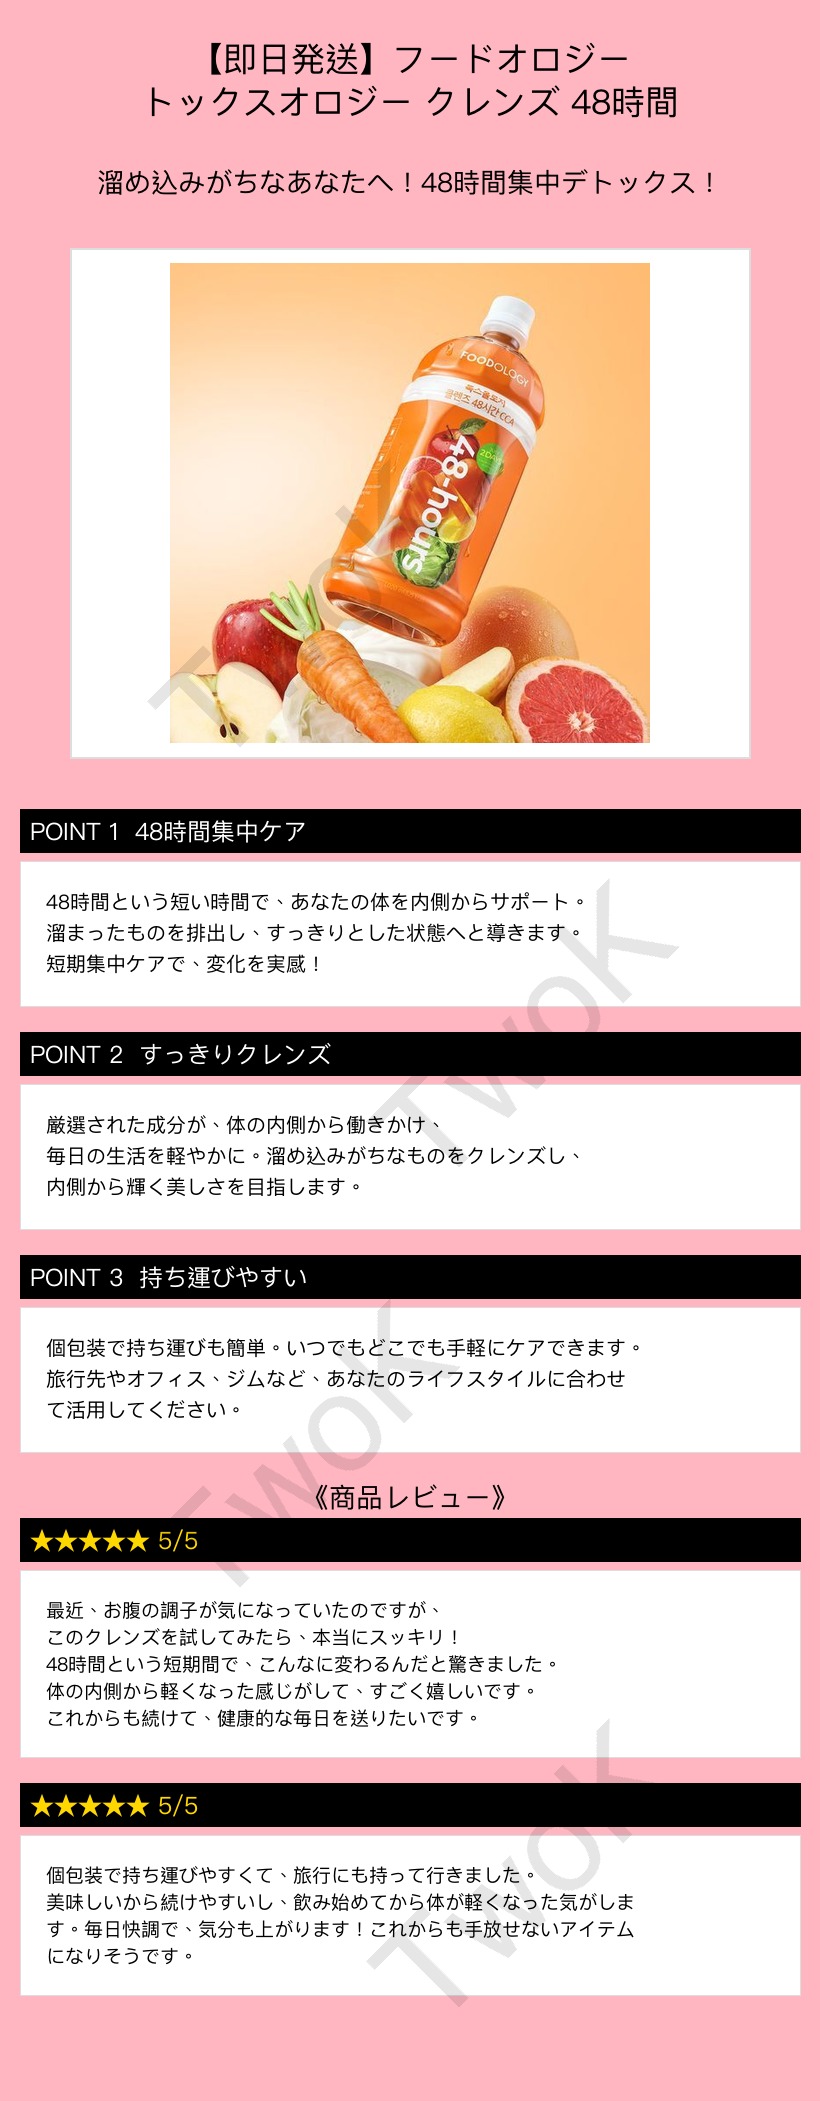 【即日発送】フードオロジー
トックスオロジー クレンズ 48時間
溜め込みがちなあなたへ！48時間集中デトックス！
FOODOLOGY
톡스올로지
클렌즈 48시간 CCA
48-hours
TwoK
POINT 1 48時間集中ケア
48時間という短い時間で、あなたの体を内側からサポート。
溜まったものを排出し、すっきりとした状態へと導きます。
短期集中ケアで、変化を実感！
TwoK
POINT 2 すっきりクレンズ
厳選された成分が、体の内側から働きかけ、
毎日の生活を軽やかに。溜め込みがちなものをクレンズし、
内側から輝く美しさを目指します。
POINT 3 持ち運びやすい
個包装で持ち運びも簡単。いつでもどこでも手軽にケアできます。
旅行先やオフィス、ジムなど、あなたのライフスタイルに合わせ
て活用してください。
TwoK
《商品レビュー》
★★★★★ 5/5
最近、お腹の調子が気になっていたのですが、
このクレンズを試してみたら、本当にスッキリ！
48時間という短期間で、こんなに変わるんだと驚きました。
体の内側から軽くなった感じがして、すごく嬉しいです。
これからも続けて、健康的な毎日を送りたいです。
★★★★★ 5/5
個包装で持ち運びやすくて、旅行にも持って行きました。
美味しいから続けやすいし、飲み始めてから体が軽くなった気がしま
す。毎日快調で、気分も上がります！これからも手放せないアイテム
になりそうです。
TwoK